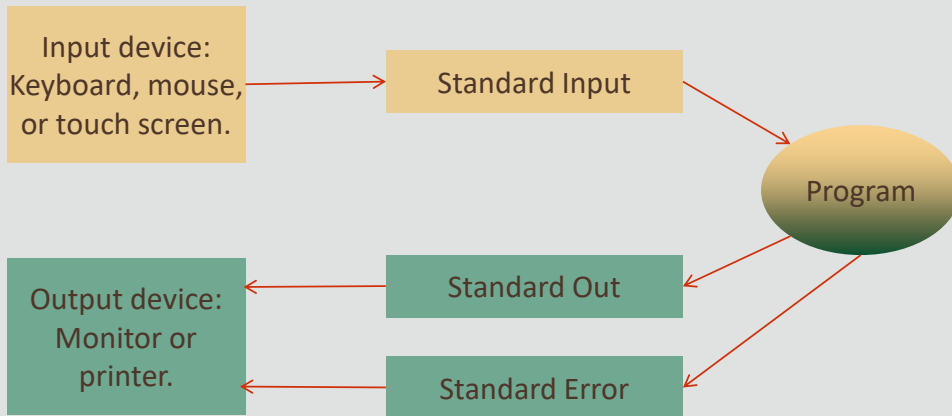 Input device:
Keyboard, mouse,
or touch screen.
Standard Input
Program
Standard Out
Output device:
Monitor or
printer.
Standard Error